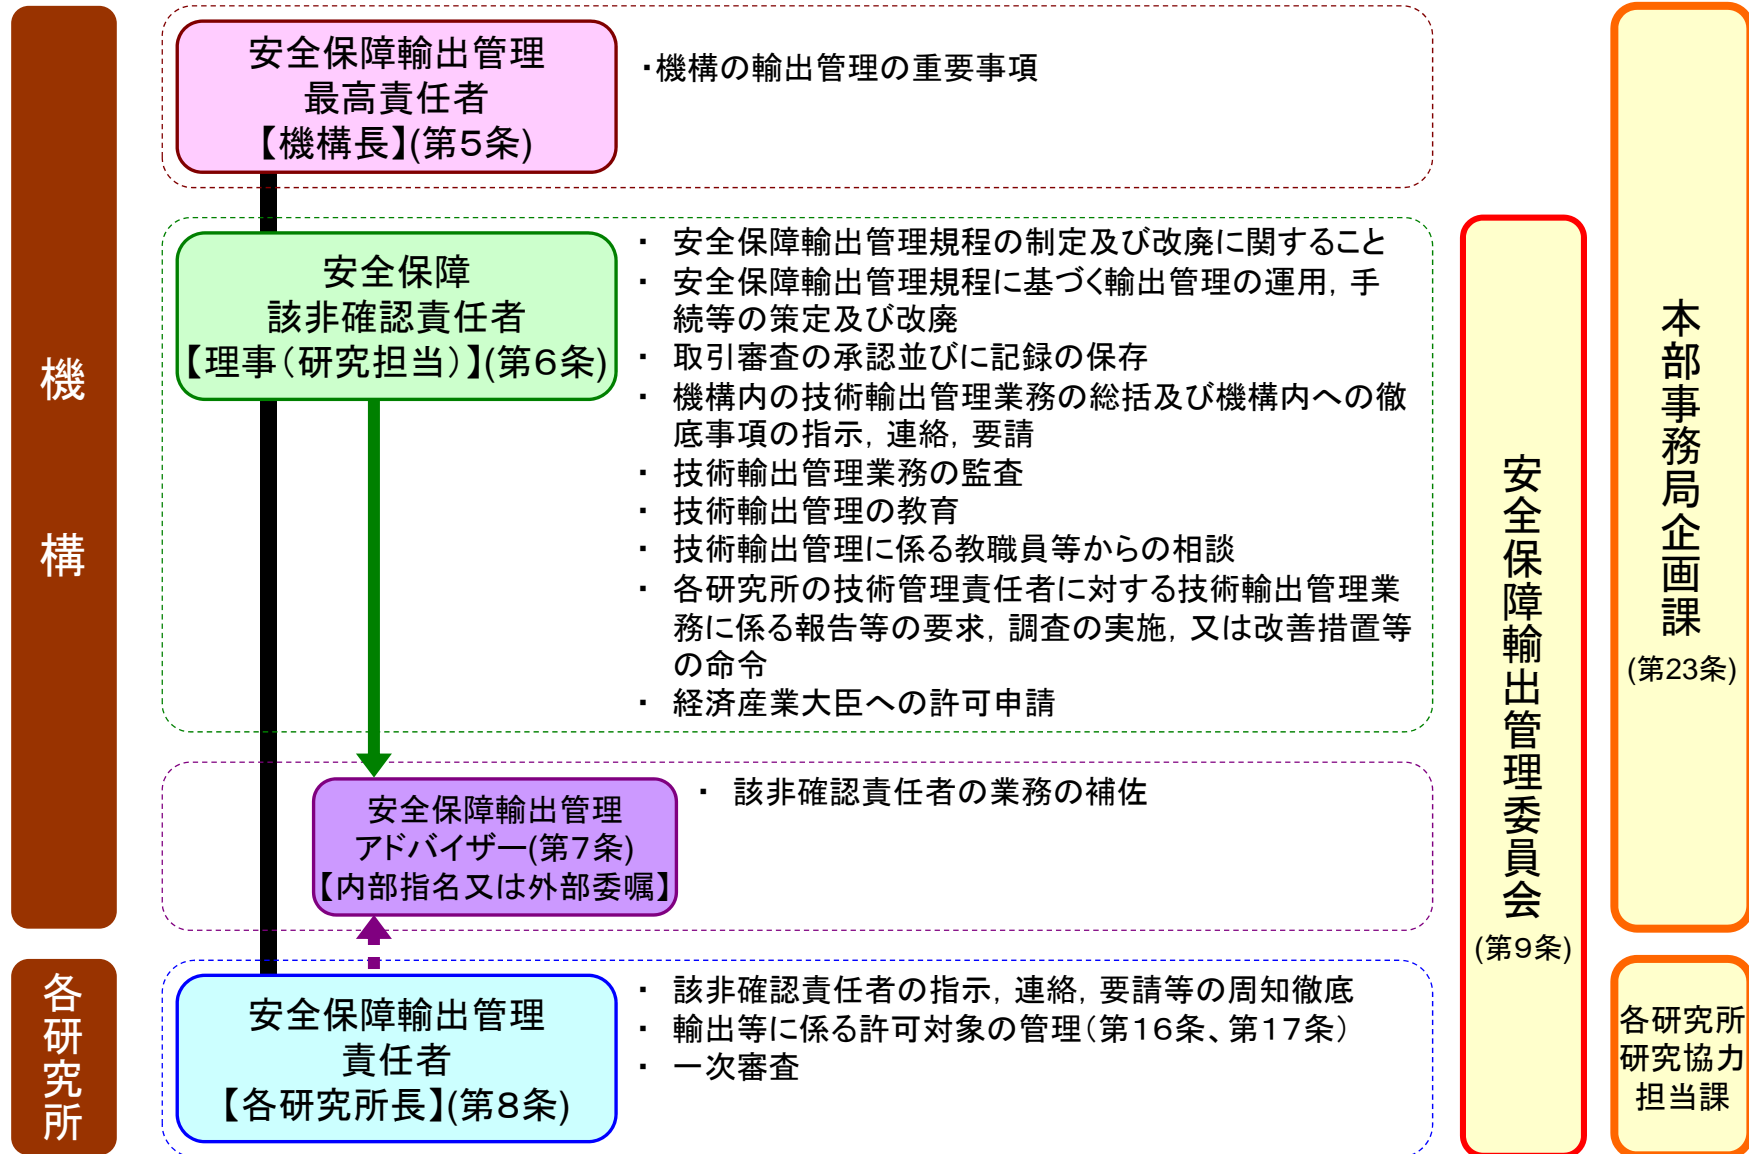 機
構
安全保障輸出管理
最高責任者
【機構長】(第5条)
・機構の輸出管理の重要事項
安全保障
該非確認責任者
【理事(研究担当)】(第6条)
・ 安全保障輸出管理規程の制定及び改廃に関すること
・ 安全保障輸出管理規程に基づく輸出管理の運用, 手
続等の策定及び改廃
・ 取引審査の承認並びに記録の保存
・ 機構内の技術輸出管理業務の総括及び機構内への徹
底事項の指示, 連絡, 要請
・ 技術輸出管理業務の監査
・ 技術輸出管理の教育
・ 技術輸出管理に係る教職員等からの相談
・ 各研究所の技術管理責任者に対する技術輸出管理業
務に係る報告等の要求, 調査の実施, 又は改善措置等
の命令
・ 経済産業大臣への許可申請
安全保障輸出管理
アドバイザー(第7条)
【内部指名又は外部委嘱】
・ 該非確認責任者の業務の補佐
各研究所
安全保障輸出管理
責任者
【各研究所長】(第8条)
・ 該非確認責任者の指示, 連絡, 要請等の周知徹底
・ 輸出等に係る許可対象の管理(第16条、第17条)
・ 一次審査
安全保障輸出管理委員会
(第9条)
本部事務局企画課
(第23条)
各研究所
研究協力
担当課